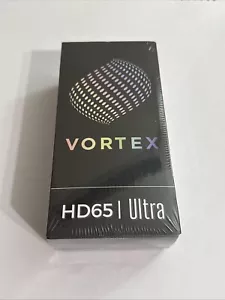 VORTEX
HD65 | Ultra